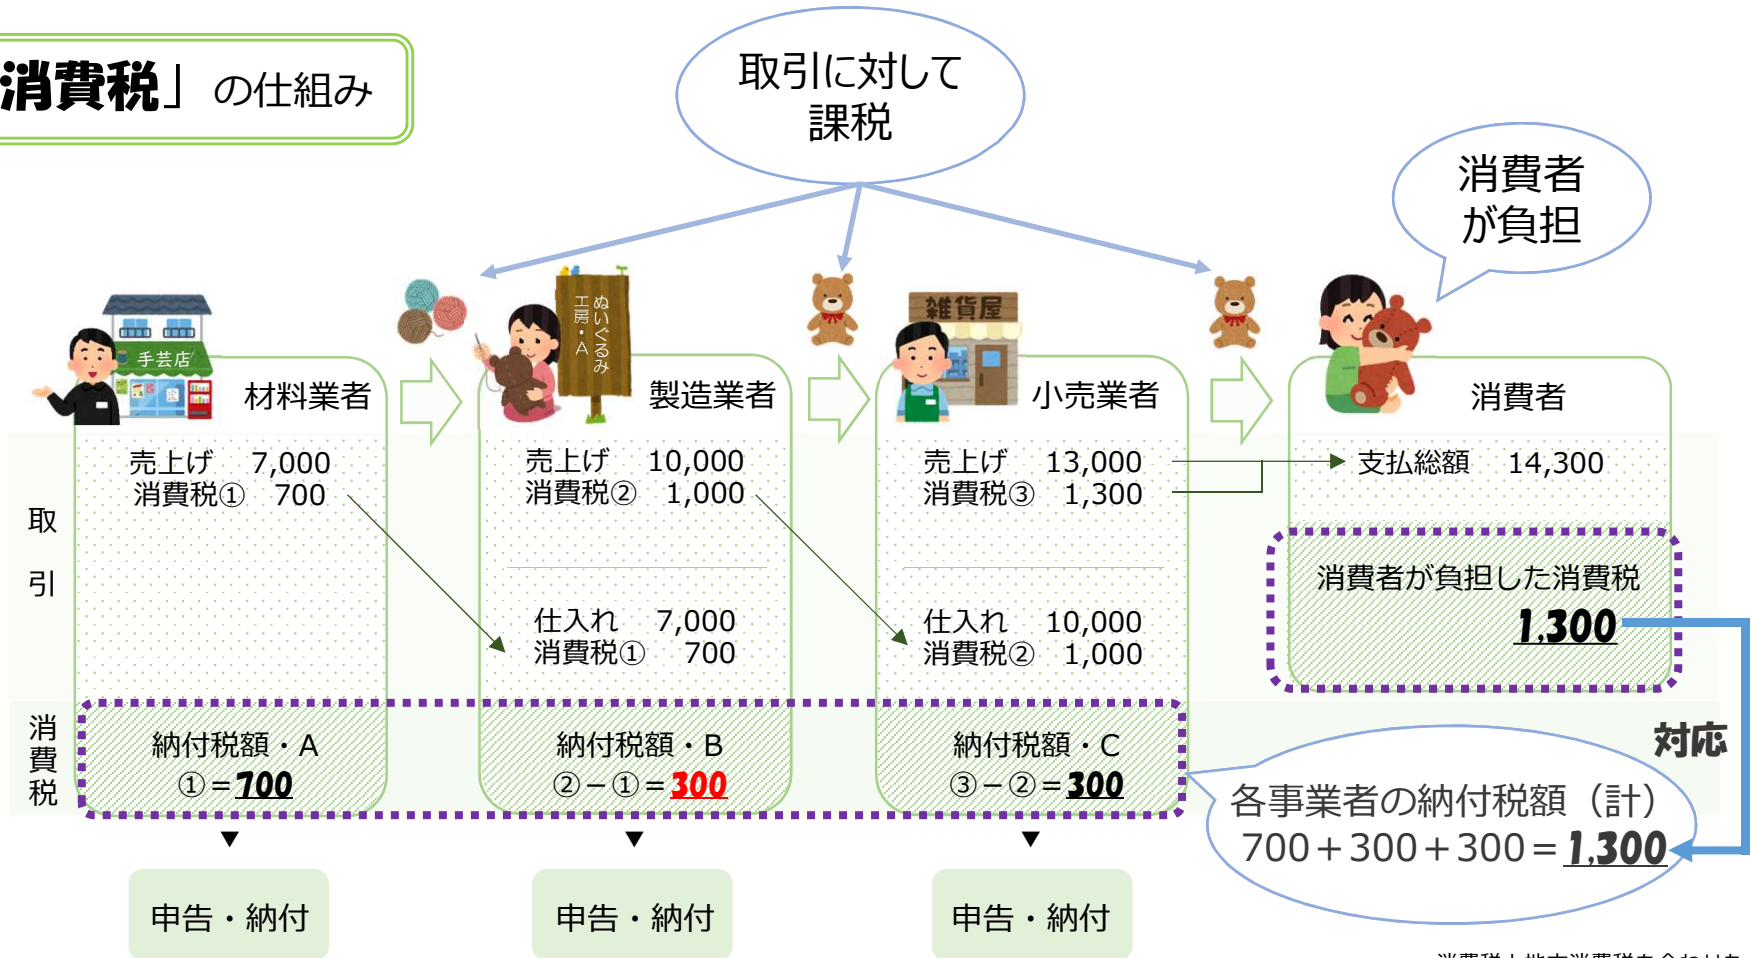 消費税」の仕組み
取引に対して
課税
消費者
が負担
手芸店
ぬいぐるみ
工房・A
雑貨屋
材料業者
製造業者
小売業者
消費者
取引
売上げ 7,000
消費税① 700
売上げ 10,000
消費税② 1,000
仕入れ 7,000
消費税① 700
売上げ 13,000
消費税③ 1,300
仕入れ 10,000
消費税② 1,000
支払総額 14,300
消費者が負担した消費税
1,300
消費税
納付税額・A
①=700
納付税額・B
②-①=300
納付税額・C
③-②=300
対応
各事業者の納付税額(計)
700+300+300=1,300
申告・納付
申告・納付
申告・納付